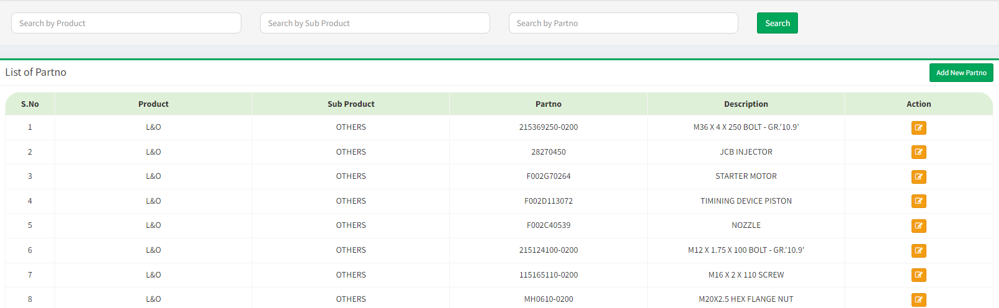 Search by Product Search by Sub Product Search by Partno Search
List of Partno Add New Partno
S.No Product Sub Product Partno Description Action
1 L&O OTHERS 215369250-0200 M36 X 4 X 250 BOLT - GR.'10.9'
2 L&O OTHERS 28270450 JCB INJECTOR
3 L&O OTHERS F002G70264 STARTER MOTOR
4 L&O OTHERS F002D113072 TIMINING DEVICE PISTON
5 L&O OTHERS F002C40539 NOZZLE
6 L&O OTHERS 215124100-0200 M12 X 1.75 X 100 BOLT - GR.'10.9'
7 L&O OTHERS 115165110-0200 M16 X 2 X 110 SCREW
8 L&O OTHERS MH0610-0200 M20X2.5 HEX FLANGE NUT